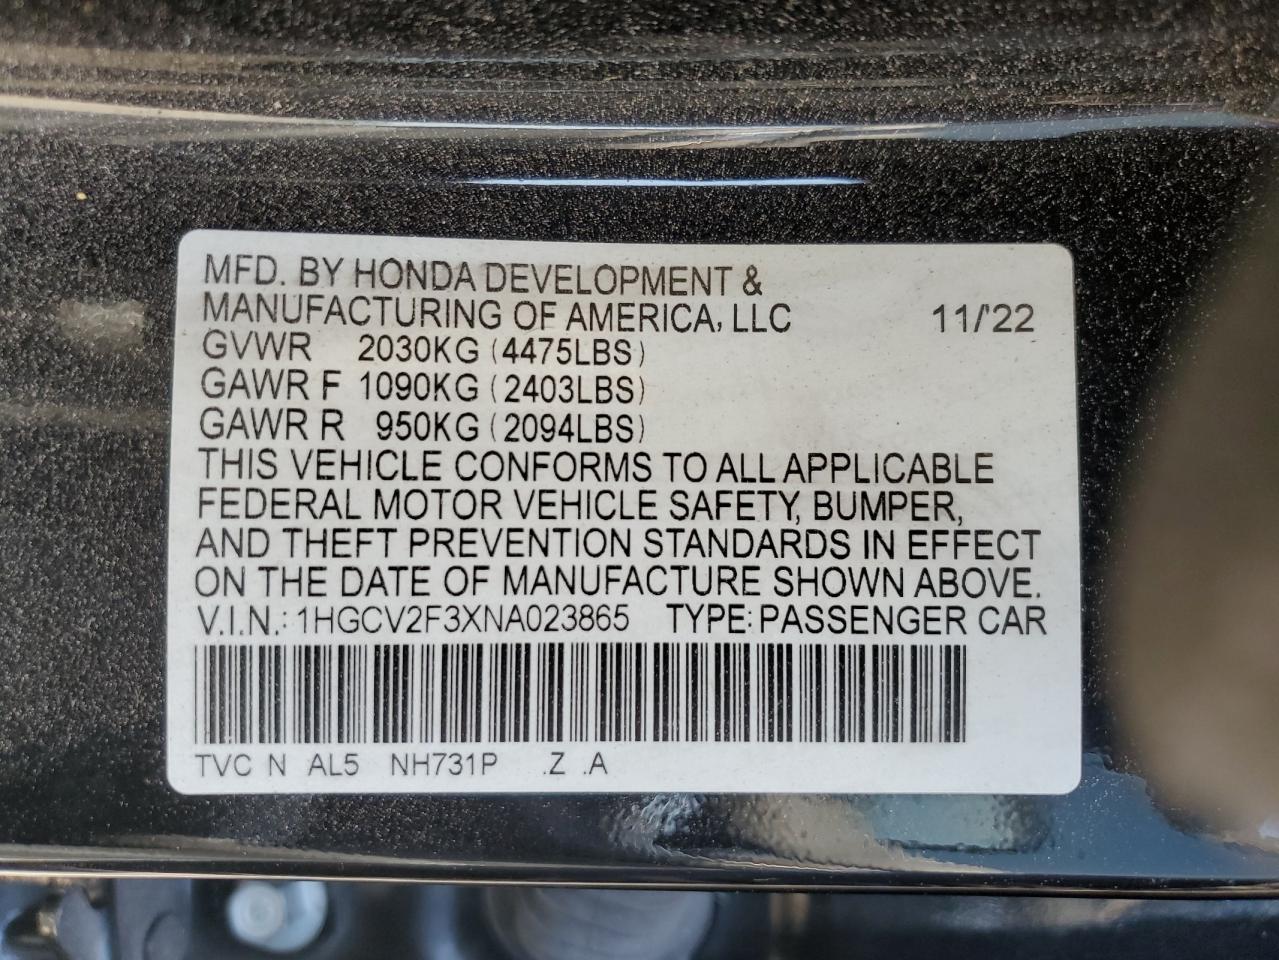 MFD. BY HONDA DEVELOPMENT &
MANUFACTURING OF AMERICA, LLC 11/'22
GVWR 2030KG (4475LBS)
GAWR F 1090KG (2403LBS)
GAWR R 950KG (2094LBS)
THIS VEHICLE CONFORMS TO ALL APPLICABLE
FEDERAL MOTOR VEHICLE SAFETY, BUMPER,
AND THEFT PREVENTION STANDARDS IN EFFECT
ON THE DATE OF MANUFACTURE SHOWN ABOVE.
V.I.N.: 1HGCV2F3XNA023865 TYPE: PASSENGER CAR
TVC N AL5 NH731P .Z .A